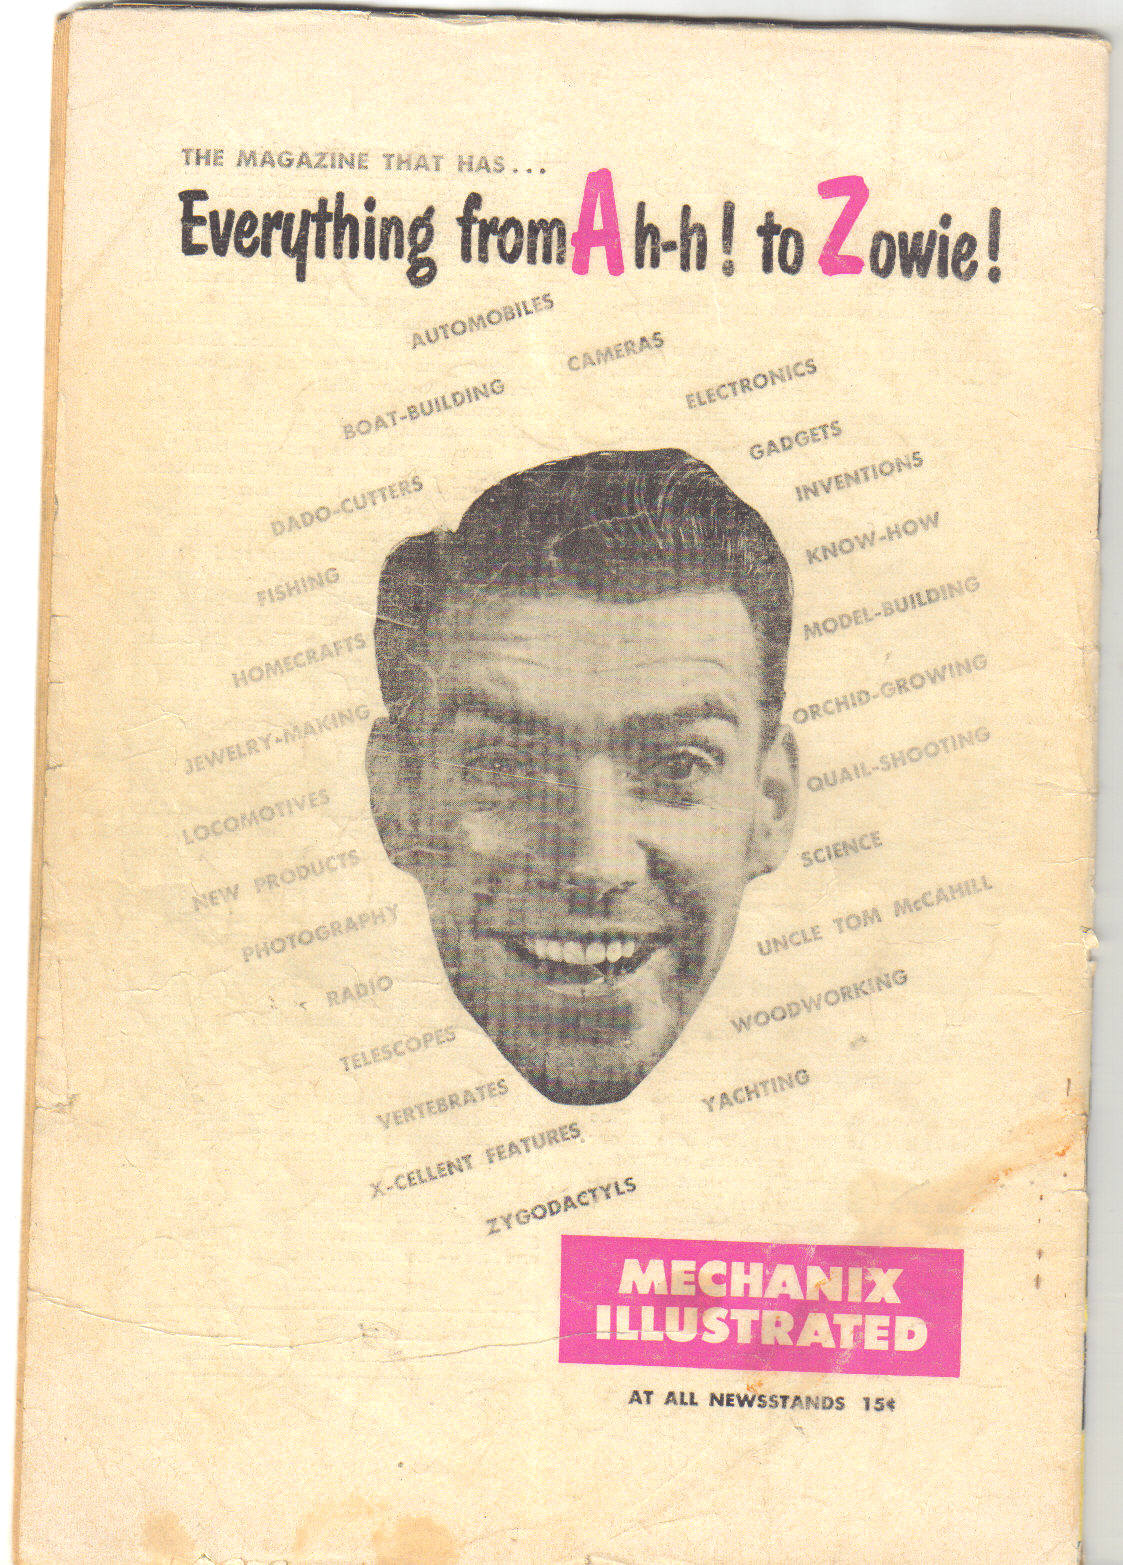 THE MAGAZINE THAT HAS...
Everything from Ah-h! to Zowie!
AUTOMOBILES
BOAT-BUILDING
CAMERAS
DADO-CUTTERS
ELECTRONICS
FISHING
GADGETS
HOMECRAFTS
INVENTIONS
JEWELRY-MAKING
KNOW-HOW
LOCOMOTIVES
MODEL-BUILDING
NEW PRODUCTS
ORCHID-GROWING
PHOTOGRAPHY
QUAIL-SHOOTING
RADIO
SCIENCE
TELESCOPES
UNCLE TOM McCAHILL
VERTEBRATES
WOODWORKING
X-CELLENT FEATURES
YACHTING
ZYGODACTYLS
MECHANIX
ILLUSTRATED
AT ALL NEWSSTANDS 15¢